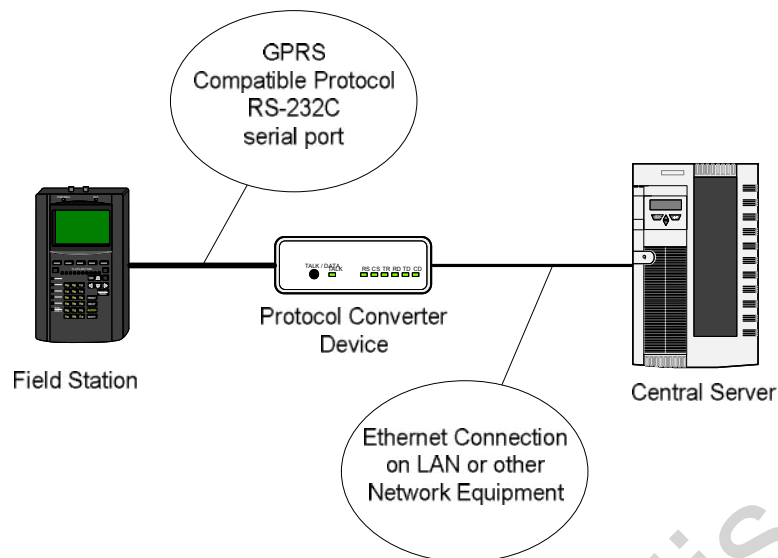 GPRS
Compatible Protocol
RS-232C
serial port
TALK / DATA
TALK
RS CS TR RD TD CD
Protocol Converter
Device
Field Station
Central Server
Ethernet Connection
on LAN or other
Network Equipment